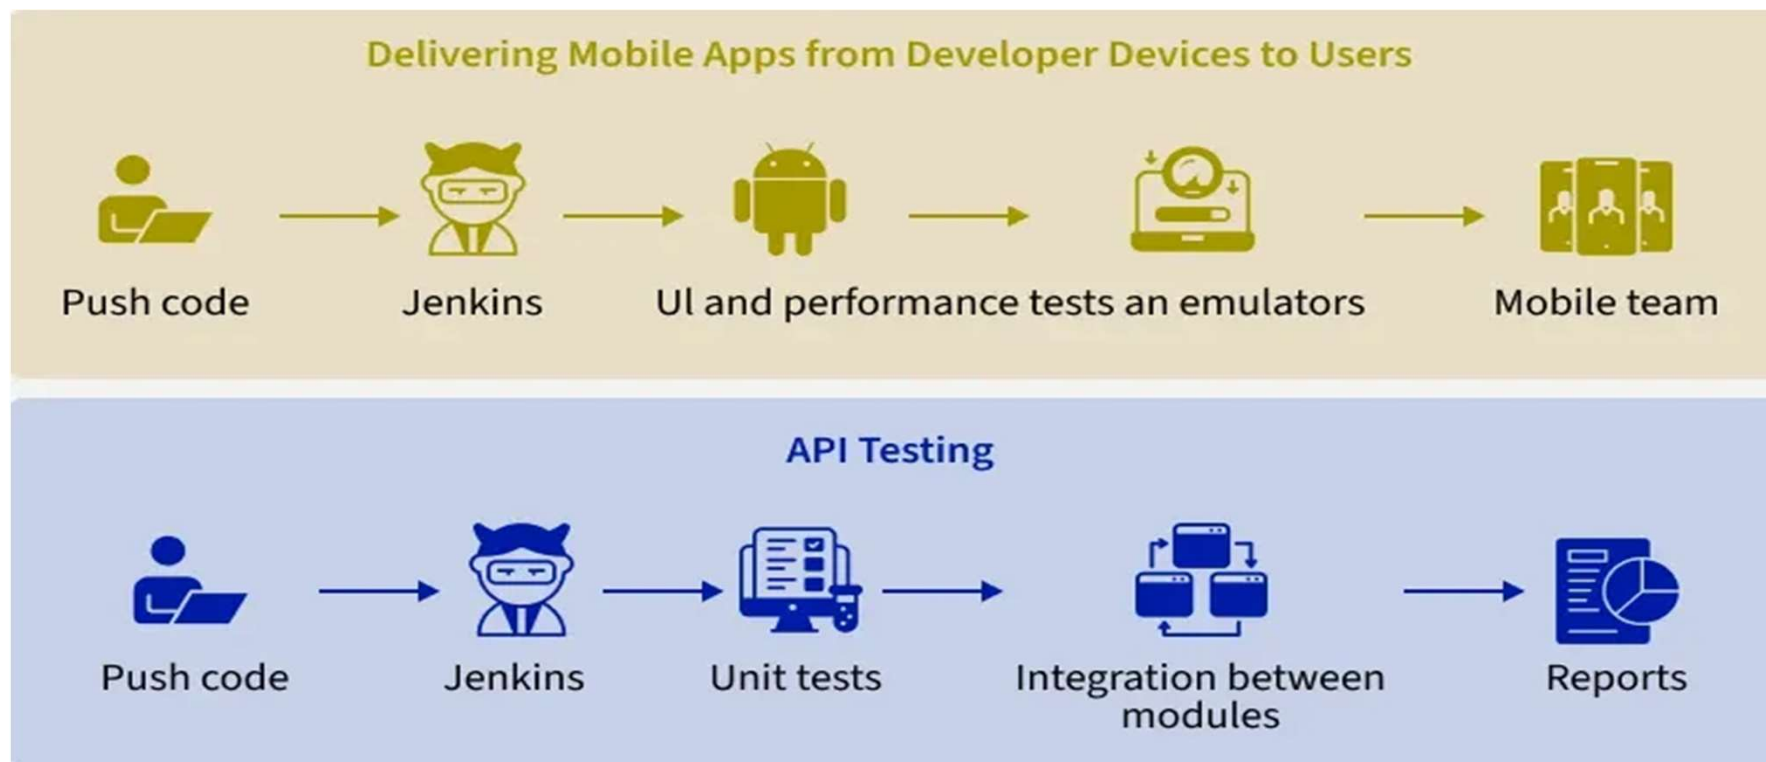 Delivering Mobile Apps from Developer Devices to Users
Push code
Jenkins
UI and performance tests an emulators
Mobile team
API Testing
Push code
Jenkins
Unit tests
Integration between
modules
Reports